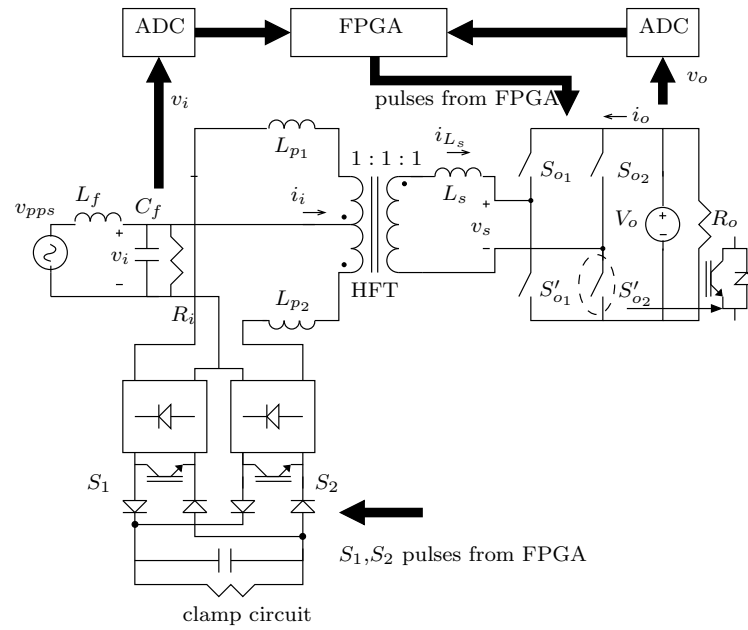 ADC
FPGA
ADC
v_i
pulses from FPGA
v_o
L_{p_1}
1 : 1 : 1
i_{L_s}
i_o
S_{o_1}
S_{o_2}
L_s
v_{pps}
L_f
C_f
i_i
+
v_i
−
+
v_s
−
V_o
+
−
R_o
R_i
L_{p_2}
HFT
S'_{o_1}
S'_{o_2}
S_1
S_2
S_1,S_2 pulses from FPGA
clamp circuit